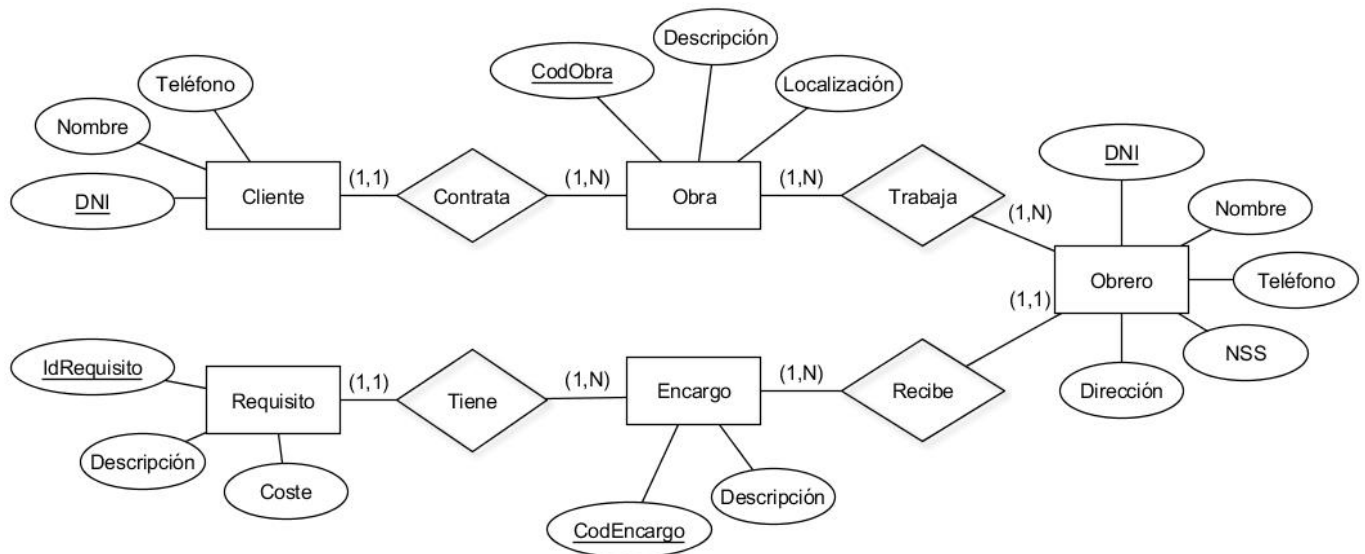 Descripción
CodObra
Teléfono
Localización
Nombre
DNI
Cliente
(1,1)
Contrata
(1,N)
Obra
(1,N)
Trabaja
(1,N)
DNI
Nombre
Obrero
Teléfono
NSS
Dirección
(1,1)
IdRequisito
Requisito
(1,1)
Tiene
(1,N)
Encargo
(1,N)
Recibe
Descripción
Coste
CodEncargo
Descripción